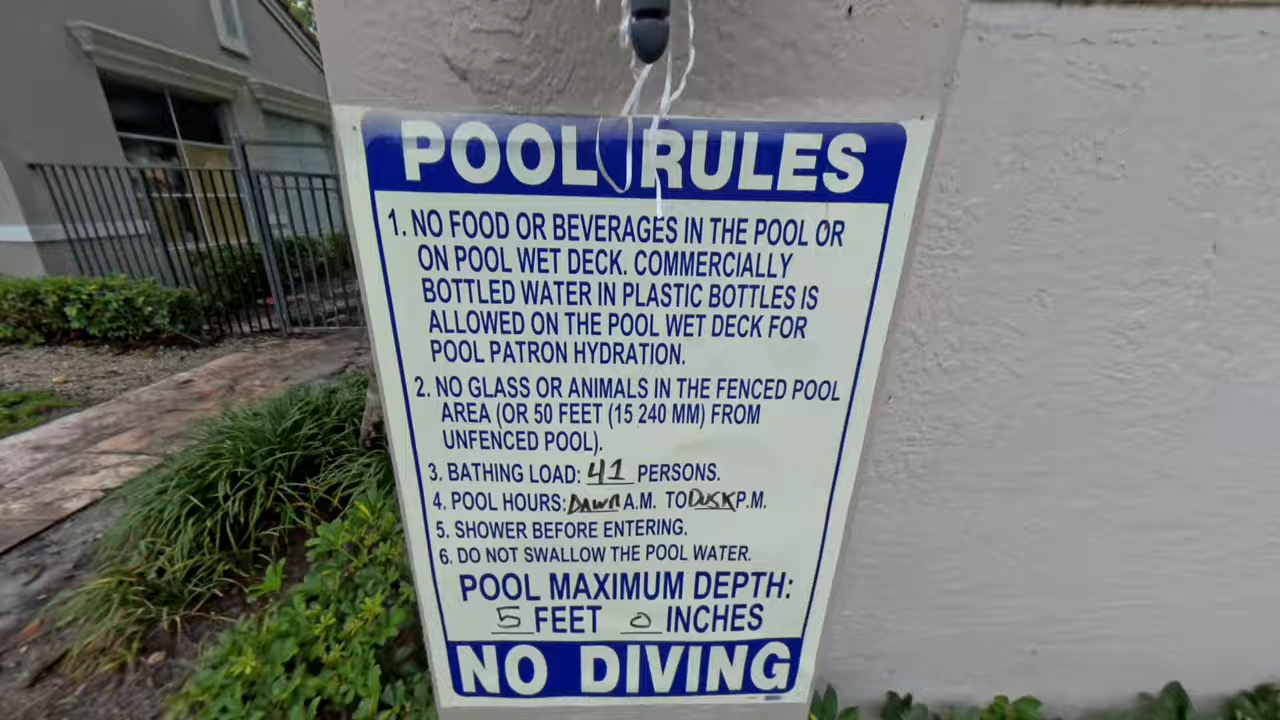 POOL RULES
1. NO FOOD OR BEVERAGES IN THE POOL OR
ON POOL WET DECK. COMMERCIALLY
BOTTLED WATER IN PLASTIC BOTTLES IS
ALLOWED ON THE POOL WET DECK FOR
POOL PATRON HYDRATION.
2. NO GLASS OR ANIMALS IN THE FENCED POOL
AREA (OR 50 FEET (15 240 MM) FROM
UNFENCED POOL).
3. BATHING LOAD: 41 PERSONS.
4. POOL HOURS: DAWN A.M. TO DUSK P.M.
5. SHOWER BEFORE ENTERING.
6. DO NOT SWALLOW THE POOL WATER.
POOL MAXIMUM DEPTH:
5 FEET 0 INCHES
NO DIVING